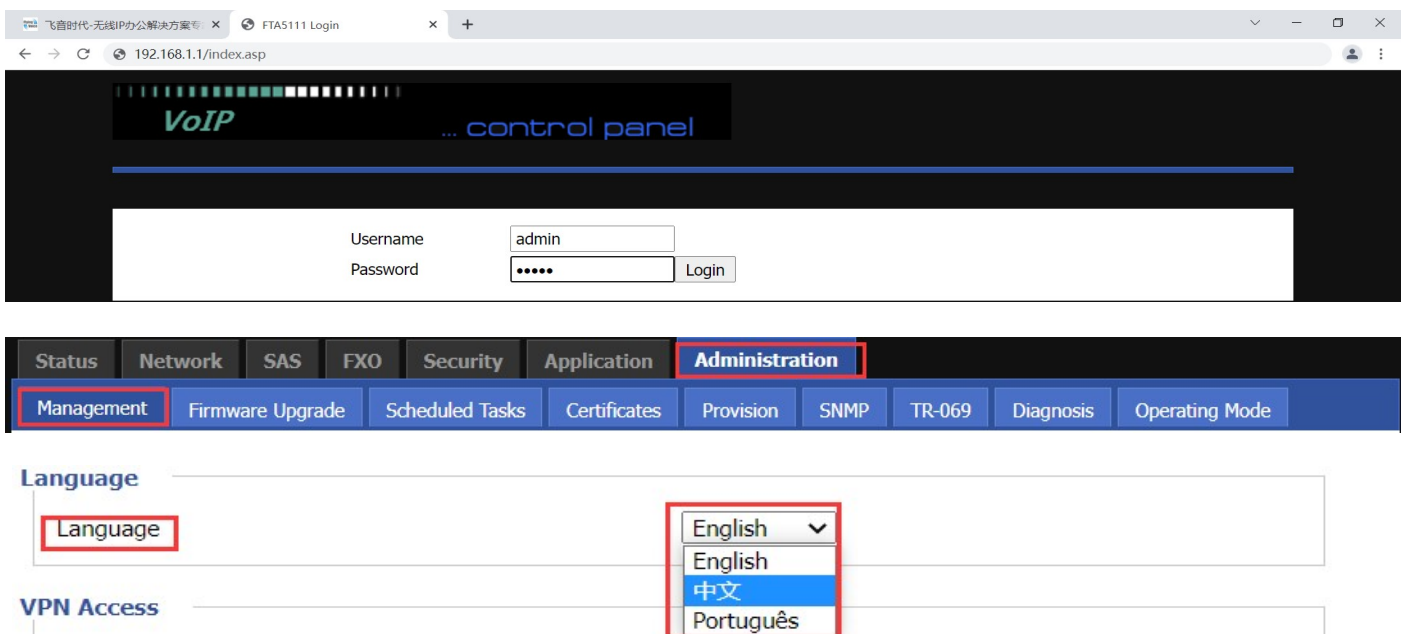 飞音时代-无线IP办公解决方案专
FTA5111 Login
192.168.1.1/index.asp
VoIP
... control panel
Username admin
Password ••••• Login
Status Network SAS FXO Security Application Administration
Management Firmware Upgrade Scheduled Tasks Certificates Provision SNMP TR-069 Diagnosis Operating Mode
Language
Language English
English
中文
Português
VPN Access